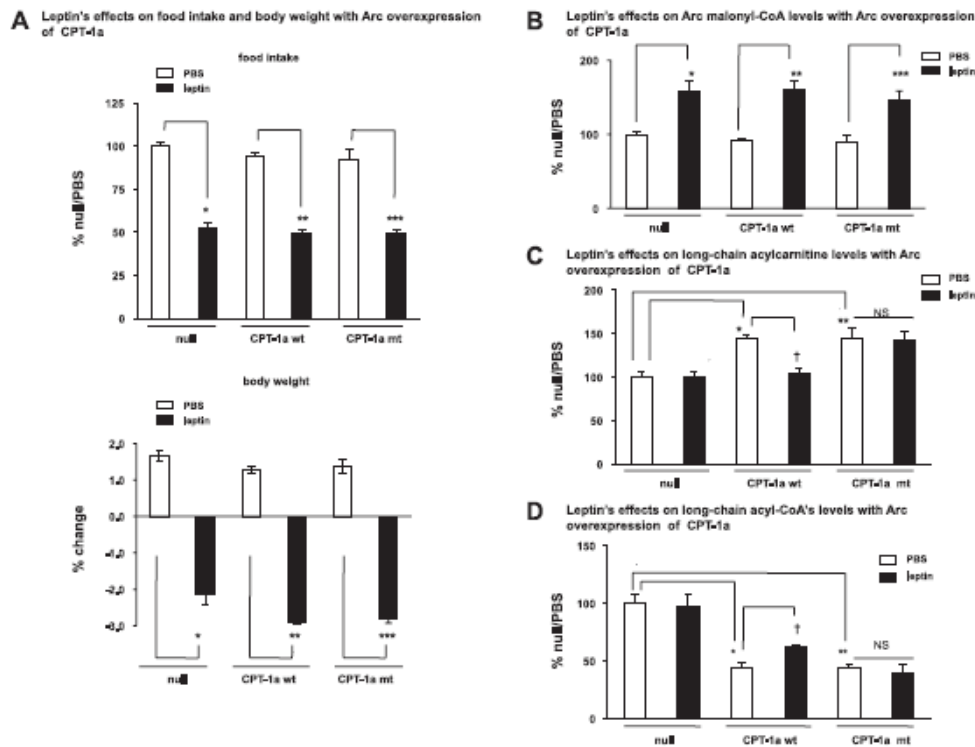 A Leptin's effects on food intake and body weight with Arc overexpression
of CPT-1a
food intake
PBS
leptin
125
100
75
50
25
0
% null/PBS
*
**
***
null
CPT-1a wt
CPT-1a mt
body weight
PBS
leptin
2.0
1.0
0.0
-1.0
-2.0
-3.0
% change
*
**
***
null
CPT-1a wt
CPT-1a mt
B Leptin's effects on Arc malonyl-CoA levels with Arc overexpression
of CPT-1a
PBS
leptin
200
150
100
50
0
% null/PBS
*
**
***
null
CPT-1a wt
CPT-1a mt
C Leptin's effects on long-chain acylcarnitine levels with Arc
overexpression of CPT-1a
PBS
leptin
200
150
100
50
0
% null/PBS
*
†
**
NS
null
CPT-1a wt
CPT-1a mt
D Leptin's effects on long-chain acyl-CoA's levels with Arc
overexpression of CPT-1a
PBS
leptin
150
100
50
0
% null/PBS
*
†
**
NS
null
CPT-1a wt
CPT-1a mt